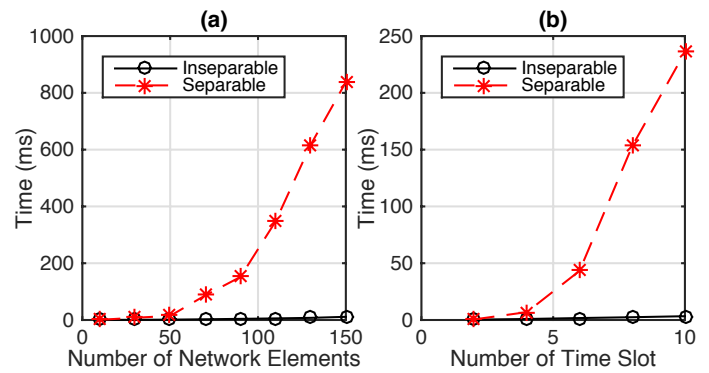 (a)
1000
800
600
400
200
0
Time (ms)
Inseparable
Separable
0
50
100
150
Number of Network Elements
(b)
250
200
150
100
50
0
Time (ms)
Inseparable
Separable
0
5
10
Number of Time Slot